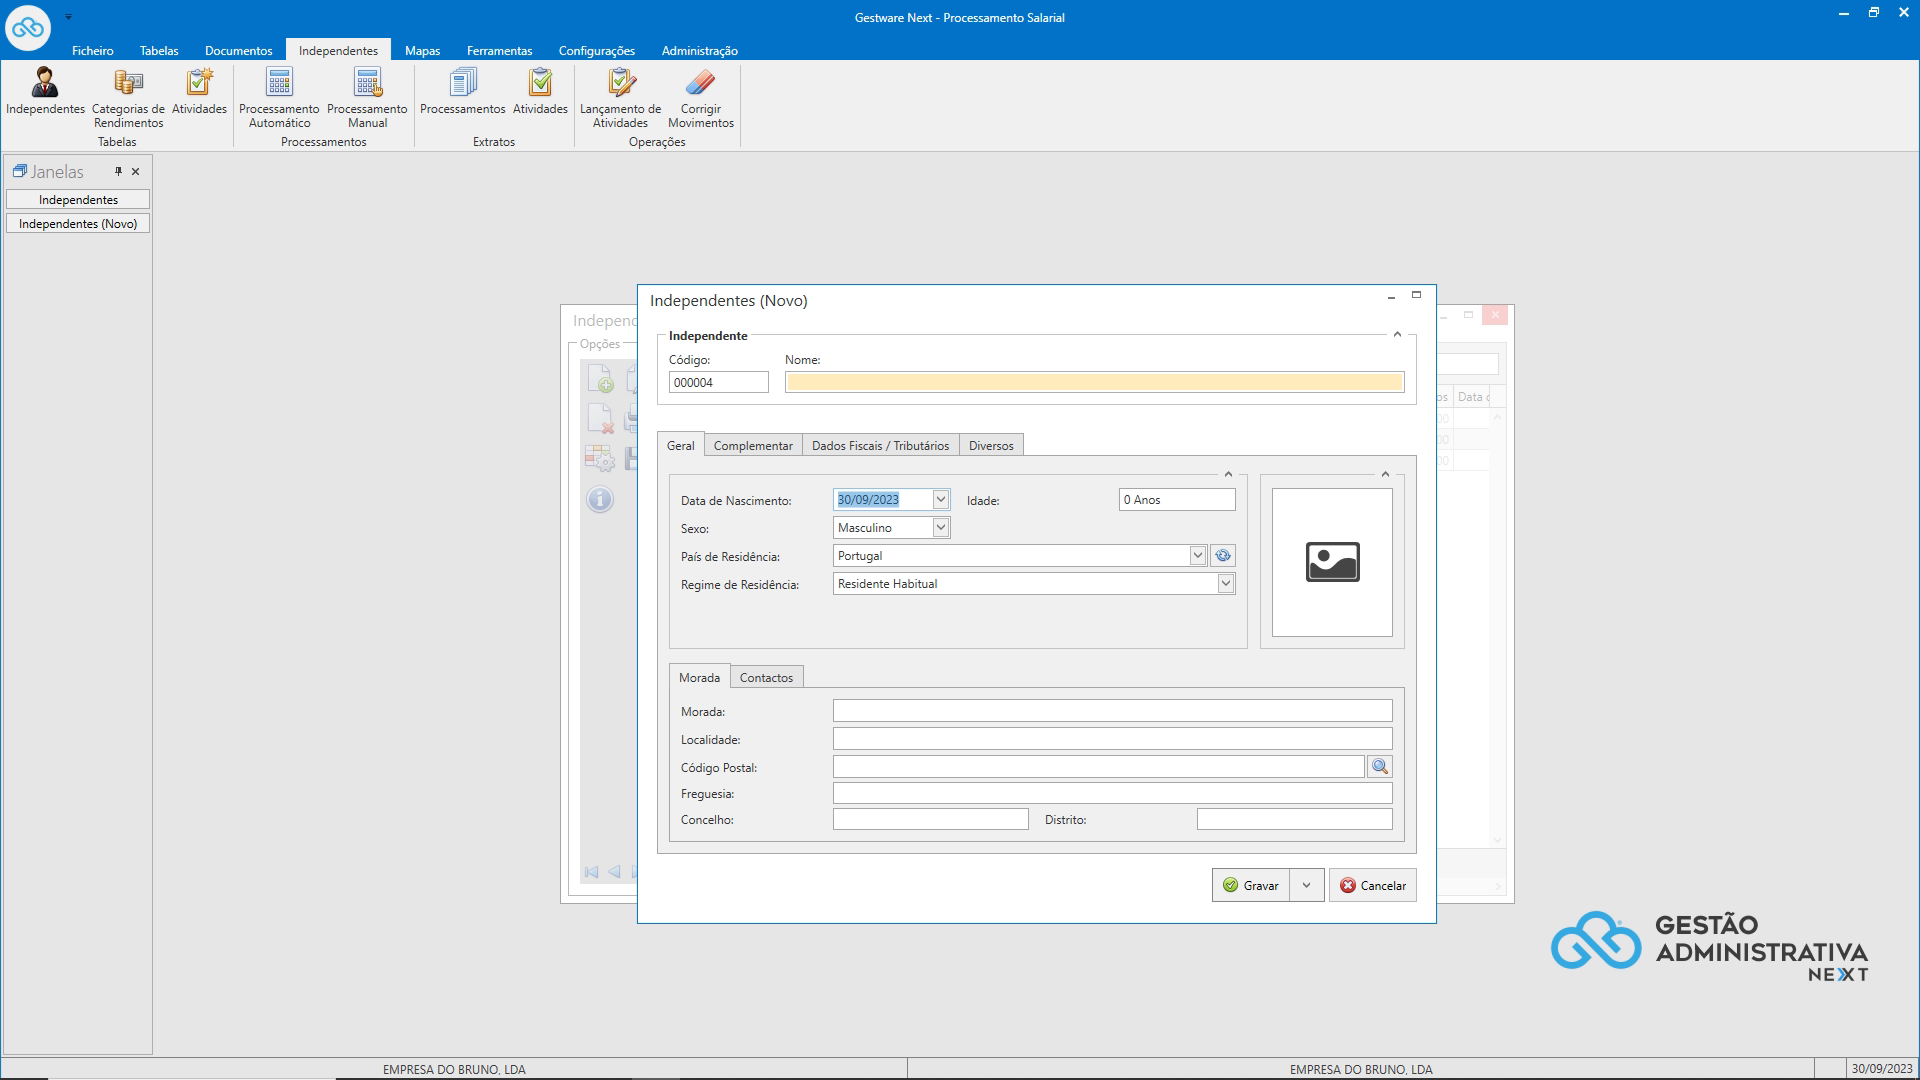 Gestware Next - Processamento Salarial
Ficheiro Tabelas Documentos Independentes Mapas Ferramentas Configurações Administração
Independentes Categorias de Rendimentos Atividades Processamento Automático Processamento Manual Processamentos Atividades Lançamento de Atividades Corrigir Movimentos
Tabelas Processamentos Extratos Operações
Janelas
Independentes
Independentes (Novo)
Independentes (Novo)
Independente
Código: Nome:
000004
Geral Complementar Dados Fiscais / Tributários Diversos
Data de Nascimento: 30/09/2023 Idade: 0 Anos
Sexo: Masculino
País de Residência: Portugal
Regime de Residência: Residente Habitual
Morada Contactos
Morada:
Localidade:
Código Postal:
Freguesia:
Concelho: Distrito:
Gravar Cancelar
Opções
GESTÃO
ADMINISTRATIVA
NEXT
EMPRESA DO BRUNO, LDA EMPRESA DO BRUNO, LDA 30/09/2023